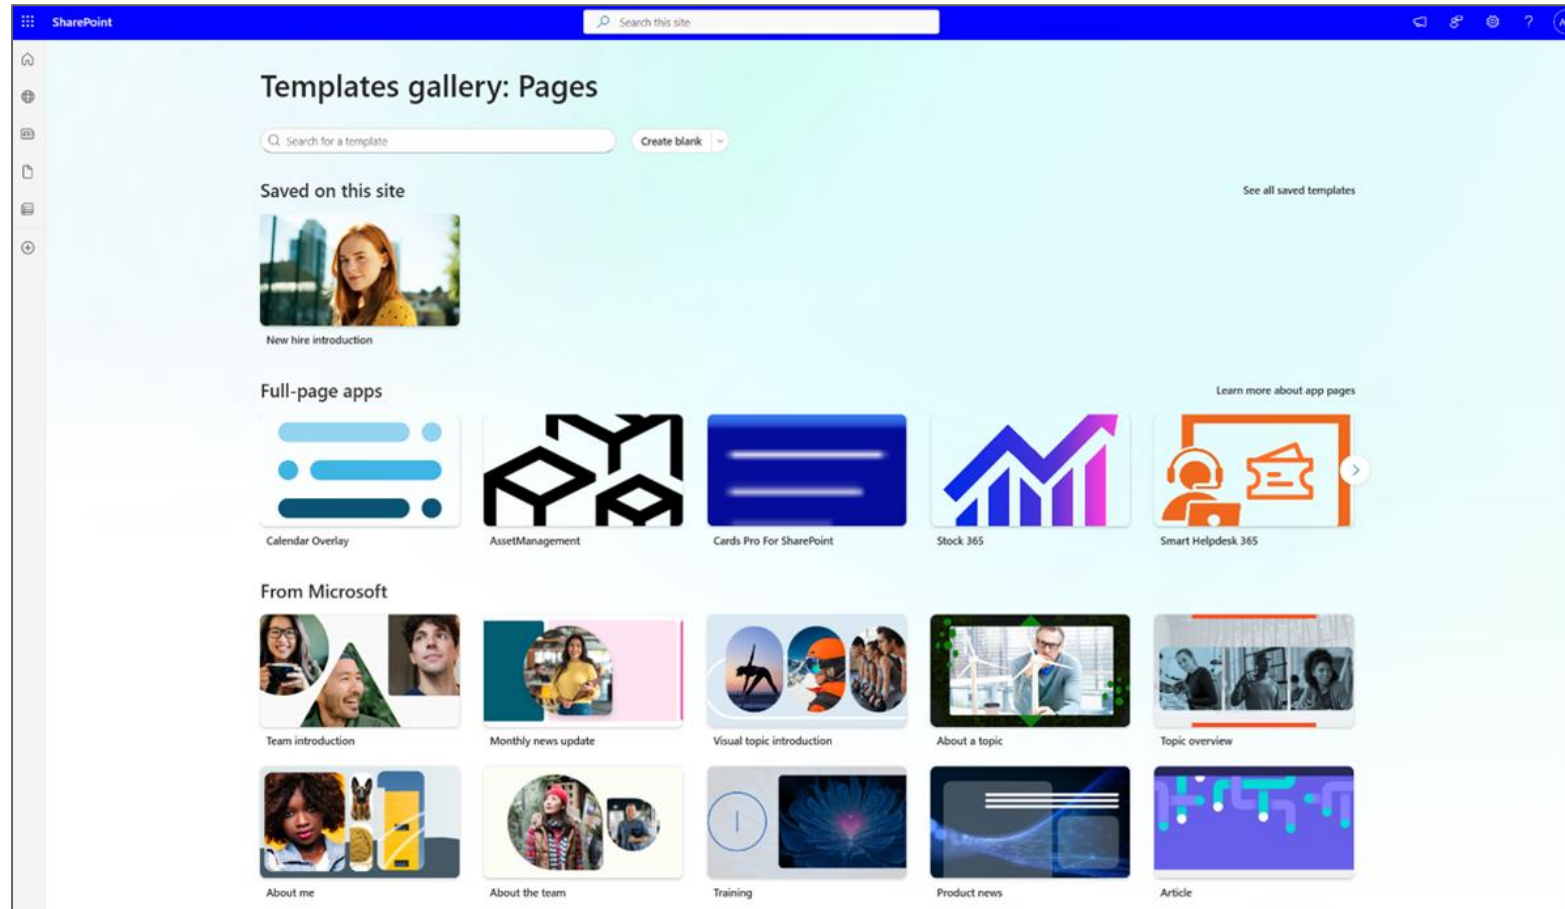 SharePoint
Search this site
?
Templates gallery: Pages
Search for a template
Create blank
Saved on this site
See all saved templates
New hire introduction
Full-page apps
Learn more about app pages
Calendar Overlay
AssetManagement
Cards Pro For SharePoint
Stock 365
Smart Helpdesk 365
From Microsoft
Team introduction
Monthly news update
Visual topic introduction
About a topic
Topic overview
About me
About the team
Training
Product news
Article